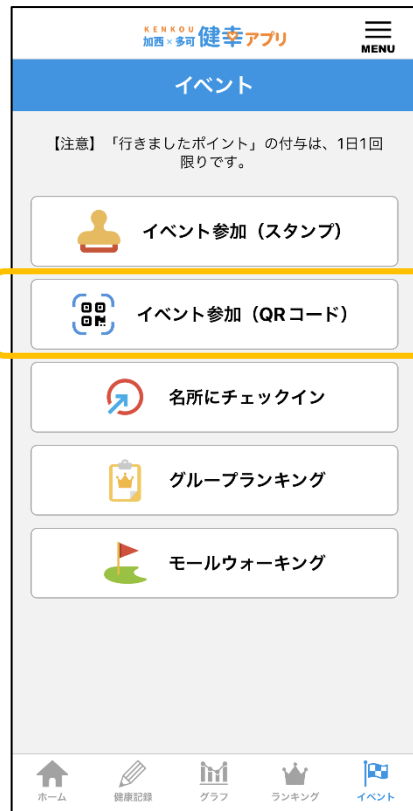 KENKOU
加西×多可 健幸アプリ
MENU
イベント
【注意】「行きましたポイント」の付与は、1日1回
限りです。
イベント参加（スタンプ）
イベント参加（QRコード）
名所にチェックイン
グループランキング
モールウォーキング
ホーム 健康記録 グラフ ランキング イベント